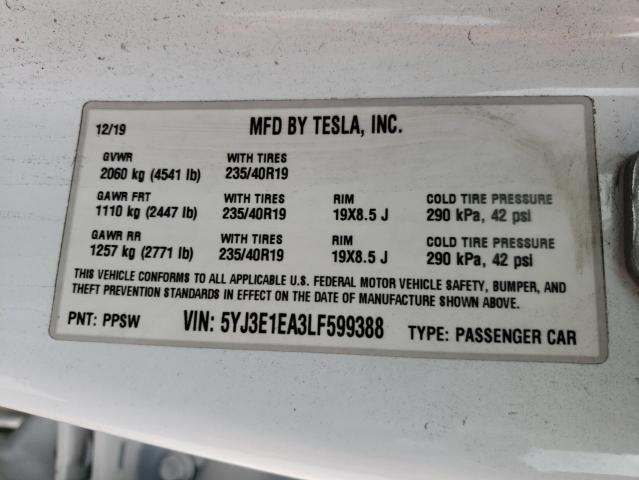 12/19 MFD BY TESLA, INC.
GVWR WITH TIRES
2060 kg (4541 lb) 235/40R19
GAWR FRT WITH TIRES RIM COLD TIRE PRESSURE
1110 kg (2447 lb) 235/40R19 19X8.5 J 290 kPa, 42 psi
GAWR RR WITH TIRES RIM COLD TIRE PRESSURE
1257 kg (2771 lb) 235/40R19 19X8.5 J 290 kPa, 42 psi
THIS VEHICLE CONFORMS TO ALL APPLICABLE U.S. FEDERAL MOTOR VEHICLE SAFETY, BUMPER, AND
THEFT PREVENTION STANDARDS IN EFFECT ON THE DATE OF MANUFACTURE SHOWN ABOVE.
PNT: PPSW VIN: 5YJ3E1EA3LF599388 TYPE: PASSENGER CAR